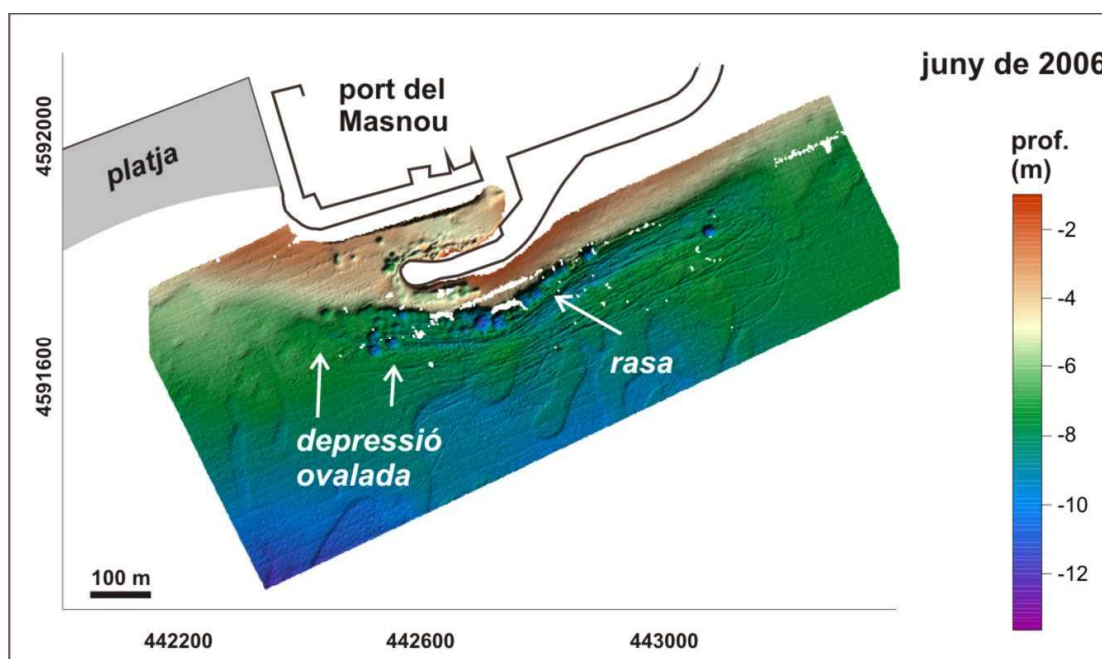 juny de 2006
port del
Masnou
platja
prof.
(m)
-2
-4
-6
-8
-10
-12
rasa
depressió
ovalada
100 m
4592000
4591600
442200
442600
443000